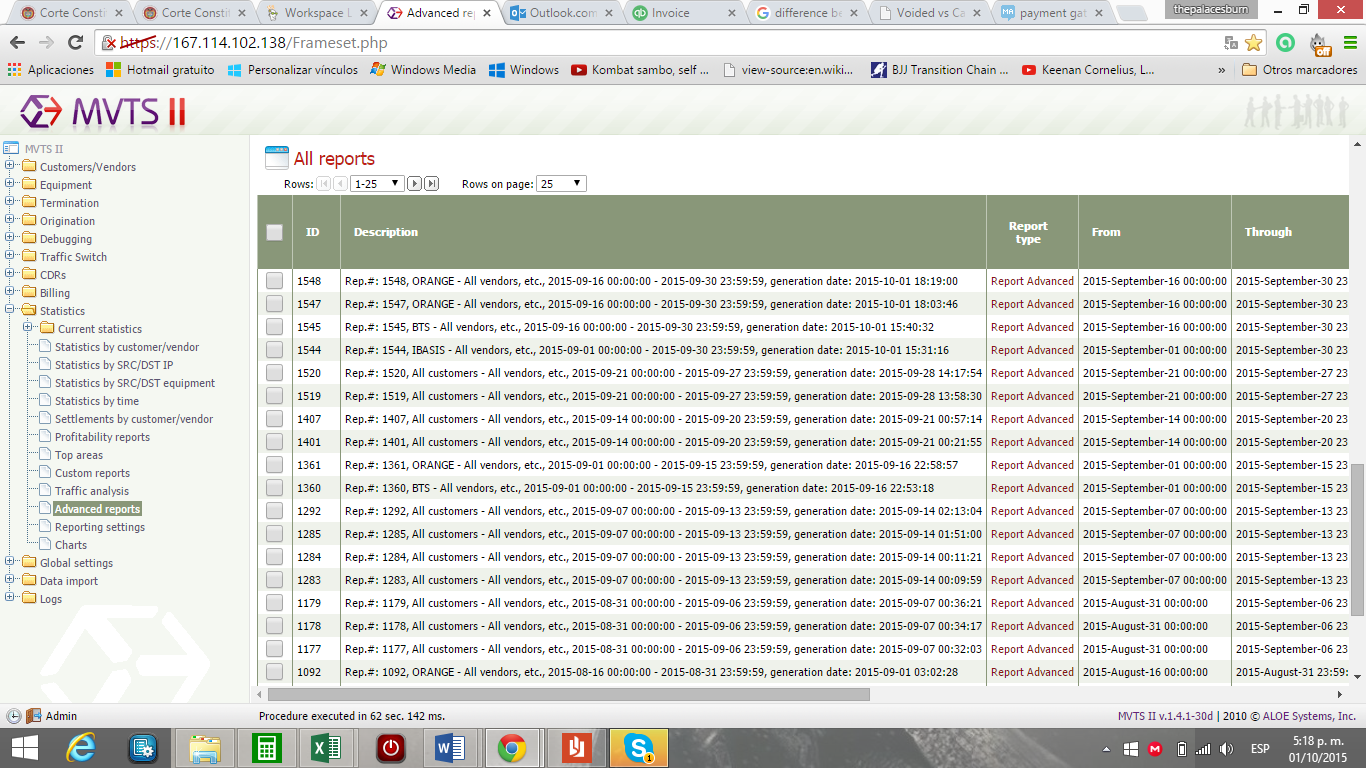 Corte Constit
Corte Constit
Workspace L
Advanced rep
Outlook.com
Invoice
difference be
Voided vs Ca
payment gat
thepalacesburn
https://167.114.102.138/Frameset.php
off
Aplicaciones
Hotmail gratuito
Personalizar vínculos
Windows Media
Windows
Kombat sambo, self ...
view-source:en.wiki...
BJJ Transition Chain ...
Keenan Cornelius, L...
»
Otros marcadores
MVTS II
MVTS II
Customers/Vendors
Equipment
Termination
Origination
Debugging
Traffic Switch
CDRs
Billing
Statistics
Current statistics
Statistics by customer/vendor
Statistics by SRC/DST IP
Statistics by SRC/DST equipment
Statistics by time
Settlements by customer/vendor
Profitability reports
Top areas
Custom reports
Traffic analysis
Advanced reports
Reporting settings
Charts
Global settings
Data import
Logs
All reports
Rows: 1-25 Rows on page: 25
ID Description Report type From Through
1548 Rep.#: 1548, ORANGE - All vendors, etc., 2015-09-16 00:00:00 - 2015-09-30 23:59:59, generation date: 2015-10-01 18:19:00 Report Advanced 2015-September-16 00:00:00 2015-September-30 23
1547 Rep.#: 1547, ORANGE - All vendors, etc., 2015-09-16 00:00:00 - 2015-09-30 23:59:59, generation date: 2015-10-01 18:03:46 Report Advanced 2015-September-16 00:00:00 2015-September-30 23
1545 Rep.#: 1545, BTS - All vendors, etc., 2015-09-16 00:00:00 - 2015-09-30 23:59:59, generation date: 2015-10-01 15:40:32 Report Advanced 2015-September-16 00:00:00 2015-September-30 23
1544 Rep.#: 1544, IBASIS - All vendors, etc., 2015-09-01 00:00:00 - 2015-09-30 23:59:59, generation date: 2015-10-01 15:31:16 Report Advanced 2015-September-01 00:00:00 2015-September-30 23
1520 Rep.#: 1520, All customers - All vendors, etc., 2015-09-21 00:00:00 - 2015-09-27 23:59:59, generation date: 2015-09-28 14:17:54 Report Advanced 2015-September-21 00:00:00 2015-September-27 23
1519 Rep.#: 1519, All customers - All vendors, etc., 2015-09-21 00:00:00 - 2015-09-27 23:59:59, generation date: 2015-09-28 13:58:30 Report Advanced 2015-September-21 00:00:00 2015-September-27 23
1407 Rep.#: 1407, All customers - All vendors, etc., 2015-09-14 00:00:00 - 2015-09-20 23:59:59, generation date: 2015-09-21 00:57:14 Report Advanced 2015-September-14 00:00:00 2015-September-20 23
1401 Rep.#: 1401, All customers - All vendors, etc., 2015-09-14 00:00:00 - 2015-09-20 23:59:59, generation date: 2015-09-21 00:21:55 Report Advanced 2015-September-14 00:00:00 2015-September-20 23
1361 Rep.#: 1361, ORANGE - All vendors, etc., 2015-09-01 00:00:00 - 2015-09-15 23:59:59, generation date: 2015-09-16 22:58:57 Report Advanced 2015-September-01 00:00:00 2015-September-15 23
1360 Rep.#: 1360, BTS - All vendors, etc., 2015-09-01 00:00:00 - 2015-09-15 23:59:59, generation date: 2015-09-16 22:53:18 Report Advanced 2015-September-01 00:00:00 2015-September-15 23
1292 Rep.#: 1292, All customers - All vendors, etc., 2015-09-07 00:00:00 - 2015-09-13 23:59:59, generation date: 2015-09-14 02:13:04 Report Advanced 2015-September-07 00:00:00 2015-September-13 23
1285 Rep.#: 1285, All customers - All vendors, etc., 2015-09-07 00:00:00 - 2015-09-13 23:59:59, generation date: 2015-09-14 01:51:00 Report Advanced 2015-September-07 00:00:00 2015-September-13 23
1284 Rep.#: 1284, All customers - All vendors, etc., 2015-09-07 00:00:00 - 2015-09-13 23:59:59, generation date: 2015-09-14 00:11:21 Report Advanced 2015-September-07 00:00:00 2015-September-13 23
1283 Rep.#: 1283, All customers - All vendors, etc., 2015-09-07 00:00:00 - 2015-09-13 23:59:59, generation date: 2015-09-14 00:09:59 Report Advanced 2015-September-07 00:00:00 2015-September-13 23
1179 Rep.#: 1179, All customers - All vendors, etc., 2015-08-31 00:00:00 - 2015-09-06 23:59:59, generation date: 2015-09-07 00:36:21 Report Advanced 2015-August-31 00:00:00 2015-September-06 23
1178 Rep.#: 1178, All customers - All vendors, etc., 2015-08-31 00:00:00 - 2015-09-06 23:59:59, generation date: 2015-09-07 00:34:17 Report Advanced 2015-August-31 00:00:00 2015-September-06 23
1177 Rep.#: 1177, All customers - All vendors, etc., 2015-08-31 00:00:00 - 2015-09-06 23:59:59, generation date: 2015-09-07 00:32:03 Report Advanced 2015-August-31 00:00:00 2015-September-06 23
1092 Rep.#: 1092, ORANGE - All vendors, etc., 2015-08-16 00:00:00 - 2015-08-31 23:59:59, generation date: 2015-09-01 03:02:28 Report Advanced 2015-August-16 00:00:00 2015-August-31 23:59:
Admin
Procedure executed in 62 sec. 142 ms.
MVTS II v.1.4.1-30d | 2010 © ALOE Systems, Inc.
1
ESP
5:18 p. m.
01/10/2015